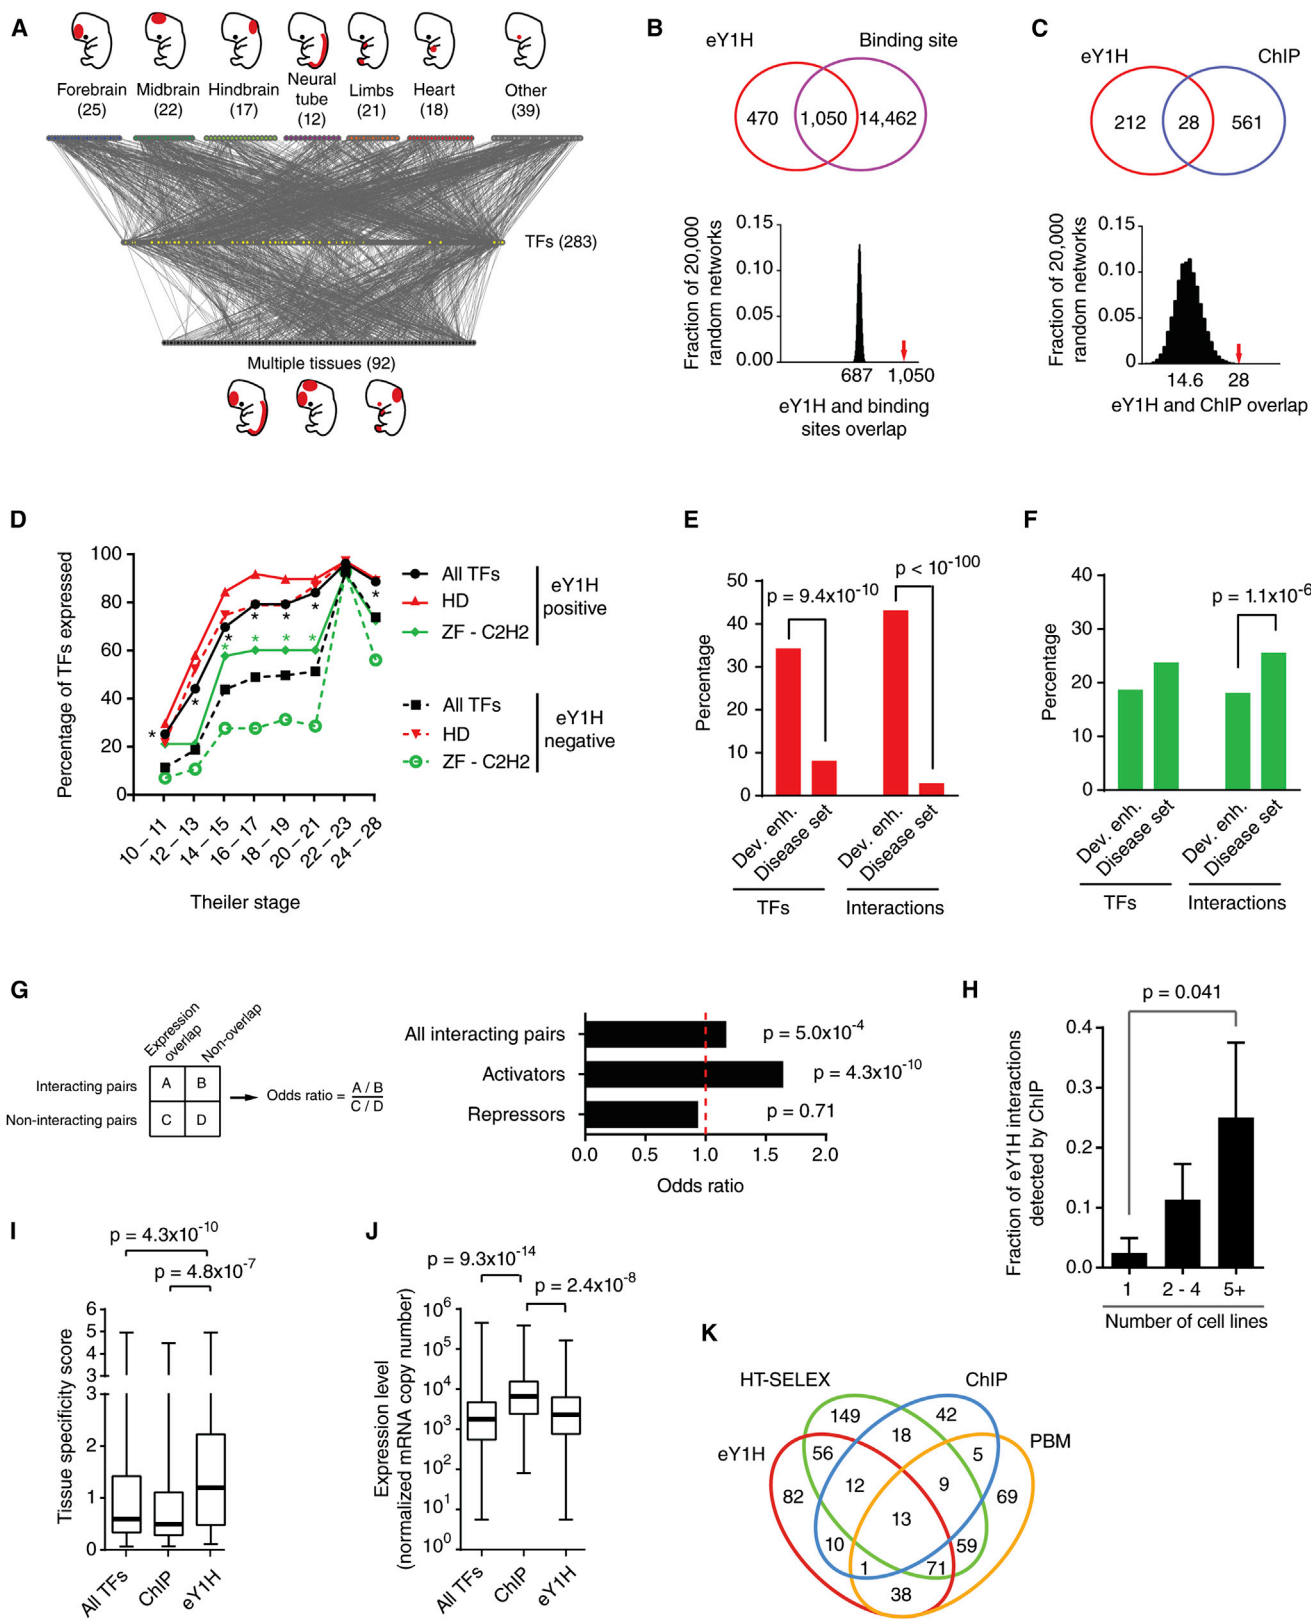 A
Forebrain
(25)
Midbrain
(22)
Hindbrain
(17)
Neural
tube
(12)
Limbs
(21)
Heart
(18)
Other
(39)
TFs (283)
Multiple tissues (92)
B
eY1H
Binding site
470
1,050
14,462
Fraction of 20,000
random networks
0.15
0.10
0.05
0.00
687
1,050
eY1H and binding
sites overlap
C
eY1H
ChIP
212
28
561
Fraction of 20,000
random networks
0.15
0.10
0.05
0
14.6
28
eY1H and ChIP overlap
D
Percentage of TFs expressed
100
80
60
40
20
0
* * * * * * * * * * *
10 – 11
12 – 13
14 – 15
16 – 17
18 – 19
20 – 21
22 – 23
24 – 28
Theiler stage
All TFs
HD
ZF - C2H2
eY1H
positive
All TFs
HD
ZF - C2H2
eY1H
negative
E
Percentage
50
40
30
20
10
0
p = 9.4x10⁻¹⁰
p < 10⁻¹⁰⁰
Dev. enh.
Disease set
Dev. enh.
Disease set
TFs
Interactions
F
Percentage
40
30
20
10
0
p = 1.1x10⁻⁶
Dev. enh.
Disease set
Dev. enh.
Disease set
TFs
Interactions
G
Expression
overlap
Non-overlap
Interacting pairs
A
B
Non-interacting pairs
C
D
Odds ratio =
A / B
C / D
All interacting pairs
p = 5.0x10⁻⁴
Activators
p = 4.3x10⁻¹⁰
Repressors
p = 0.71
0.0
0.5
1.0
1.5
2.0
Odds ratio
H
p = 0.041
Fraction of eY1H interactions
detected by ChIP
0.4
0.3
0.2
0.1
0.0
1
2 - 4
5+
Number of cell lines
I
p = 4.3x10⁻¹⁰
p = 4.8x10⁻⁷
Tissue specificity score
6
5
4
3
3
2
1
0
All TFs
ChIP
eY1H
J
p = 9.3x10⁻¹⁴
p = 2.4x10⁻⁸
Expression level
(normalized mRNA copy number)
10⁶
10⁵
10⁴
10³
10²
10¹
10⁰
All TFs
ChIP
eY1H
K
HT-SELEX
ChIP
eY1H
PBM
149
42
18
56
5
82
12
9
69
13
10
59
1
71
38